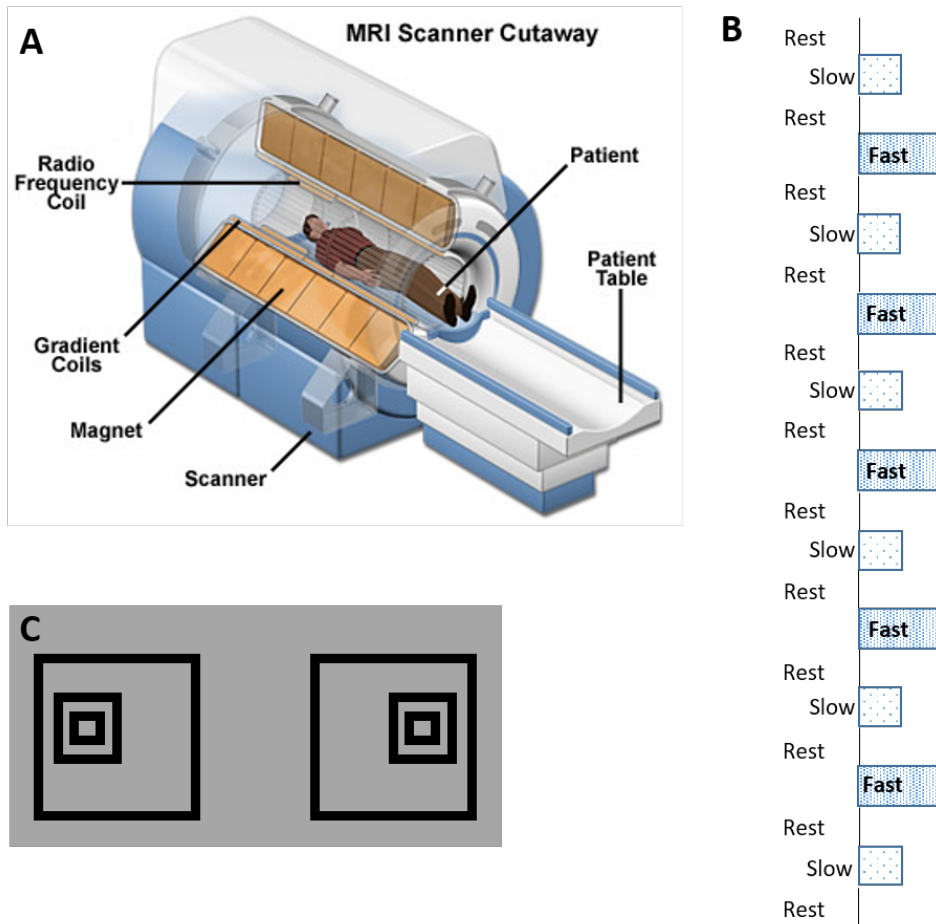 A
MRI Scanner Cutaway
Radio
Frequency
Coil
Patient
Patient
Table
Gradient
Coils
Magnet
Scanner
B
Rest
Slow
Rest
Fast
Rest
Slow
Rest
Fast
Rest
Slow
Rest
Fast
Rest
Slow
Rest
Fast
Rest
Slow
Rest
Fast
Rest
Slow
Rest
C